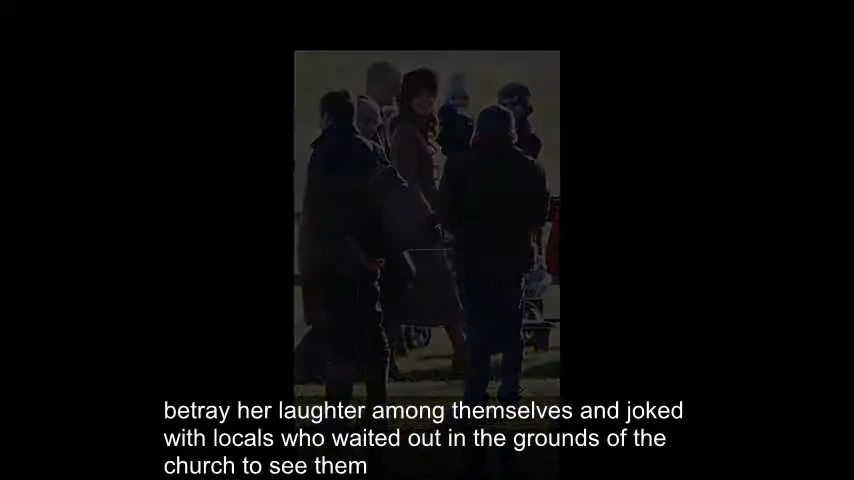 betray her laughter among themselves and joked
with locals who waited out in the grounds of the
church to see them